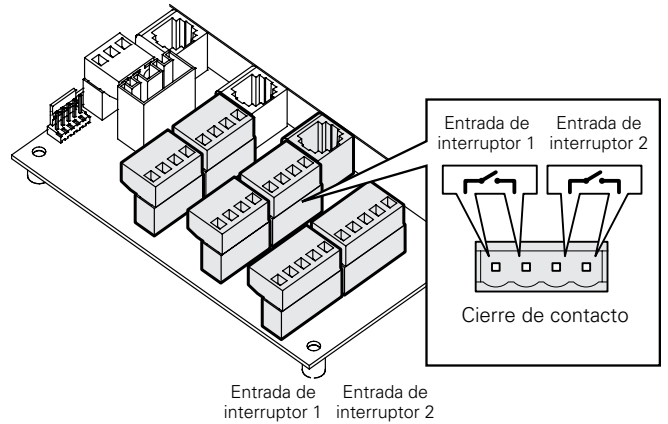 Entrada de interruptor 1
Entrada de interruptor 2
Cierre de contacto
Entrada de interruptor 1
Entrada de interruptor 2